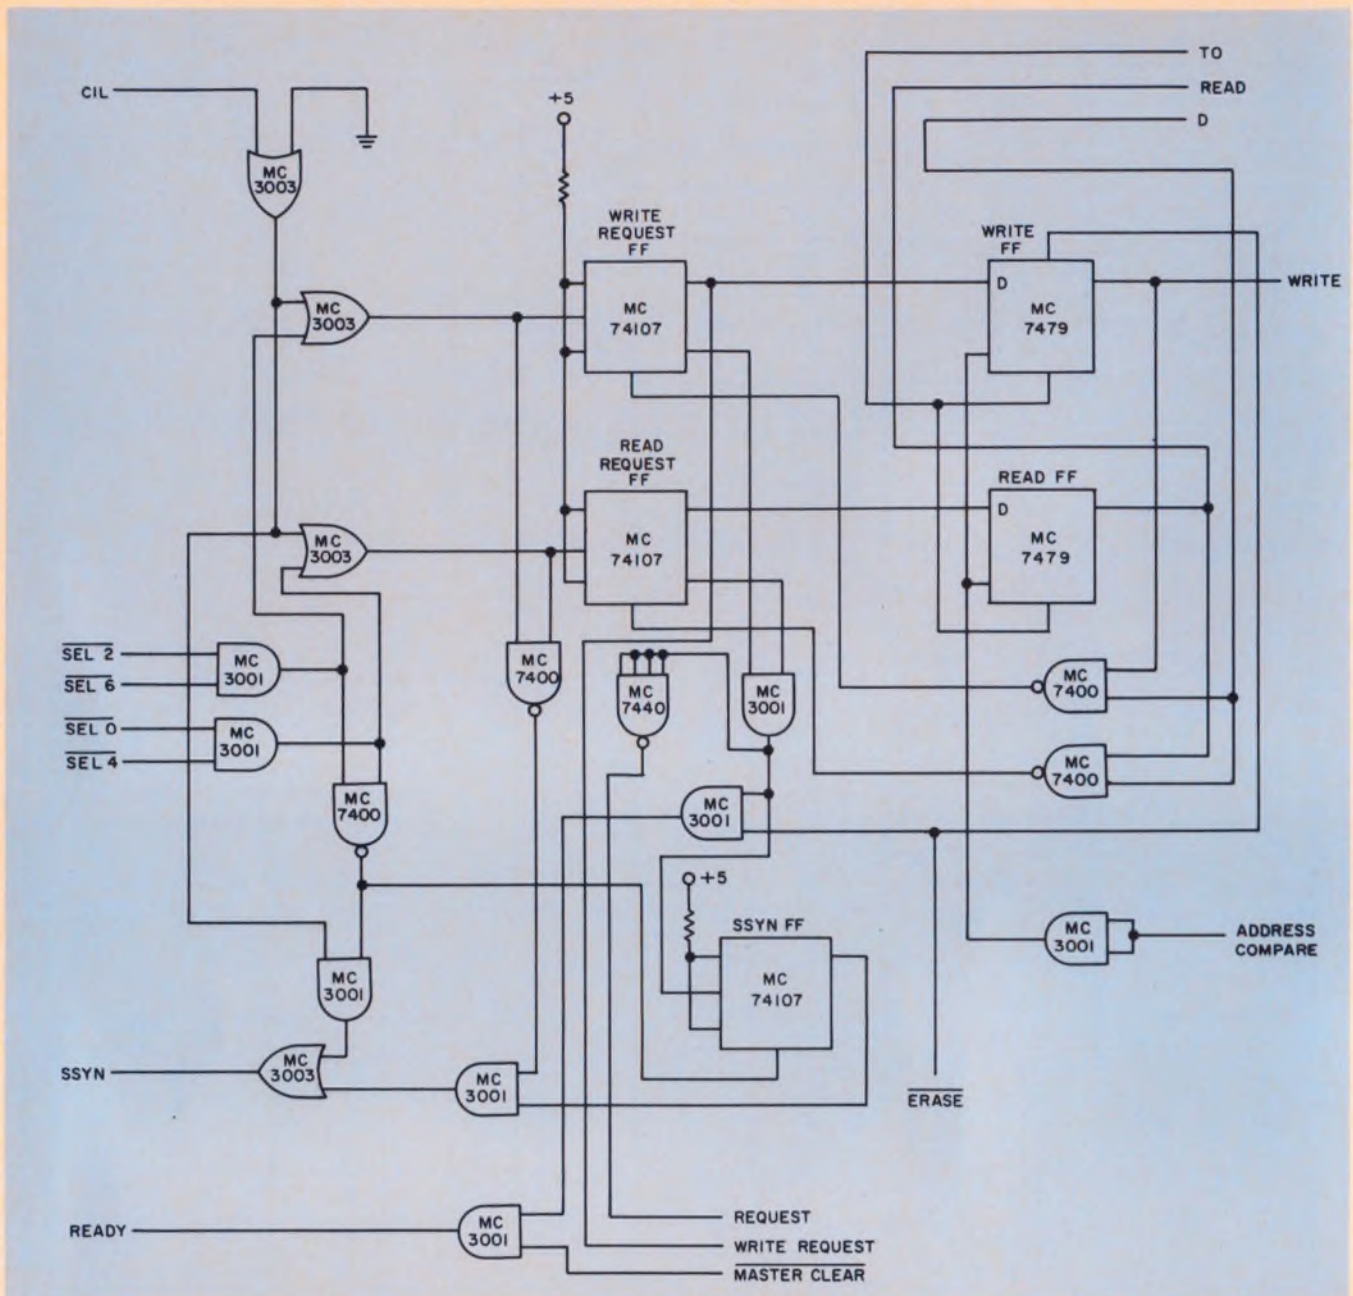 TO
READ
D
CIL
+5
MC
3003
WRITE
REQUEST
FF
WRITE
FF
MC
3003
MC
74107
D
MC
7479
WRITE
READ
REQUEST
FF
READ FF
MC
3003
MC
74107
D
MC
7479
SEL 2
SEL 6
MC
3001
SEL 0
SEL 4
MC
3001
MC
7400
MC
7440
MC
3001
MC
7400
MC
7400
MC
7400
MC
3001
+5
SSYN FF
MC
74107
MC
3001
ADDRESS
COMPARE
MC
3001
SSYN
MC
3003
MC
3001
ERASE
READY
MC
3001
REQUEST
WRITE REQUEST
MASTER CLEAR